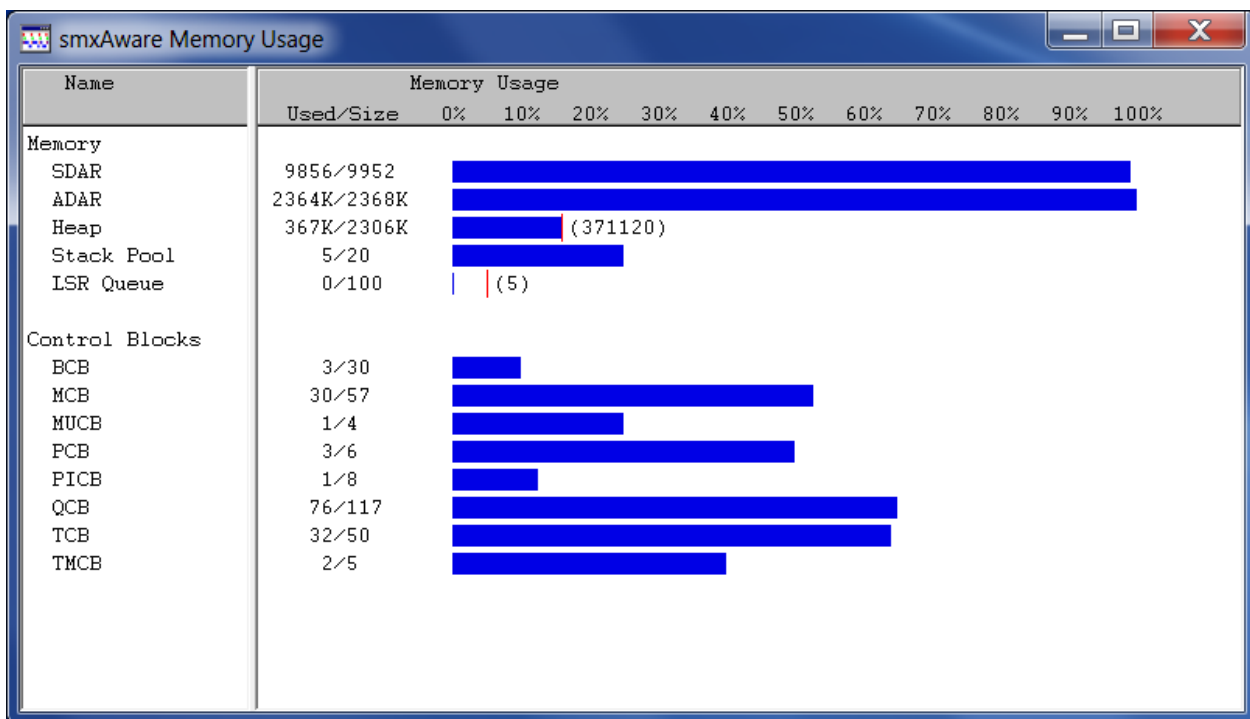 smxAware Memory Usage
Name Memory Usage
Used/Size 0% 10% 20% 30% 40% 50% 60% 70% 80% 90% 100%
Memory
SDAR 9856/9952
ADAR 2364K/2368K
Heap 367K/2306K (371120)
Stack Pool 5/20
LSR Queue 0/100 (5)
Control Blocks
BCB 3/30
MCB 30/57
MUCB 1/4
PCB 3/6
PICB 1/8
QCB 76/117
TCB 32/50
TMCB 2/5